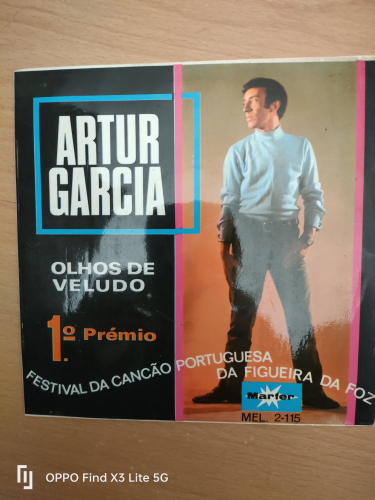 ARTUR
GARCIA
OLHOS DE
VELUDO
1º Prémio
FESTIVAL DA CANCÃO PORTUGUESA
DA FIGUEIRA DA FOZ
Marfer
MEL. 2-115
OPPO Find X3 Lite 5G